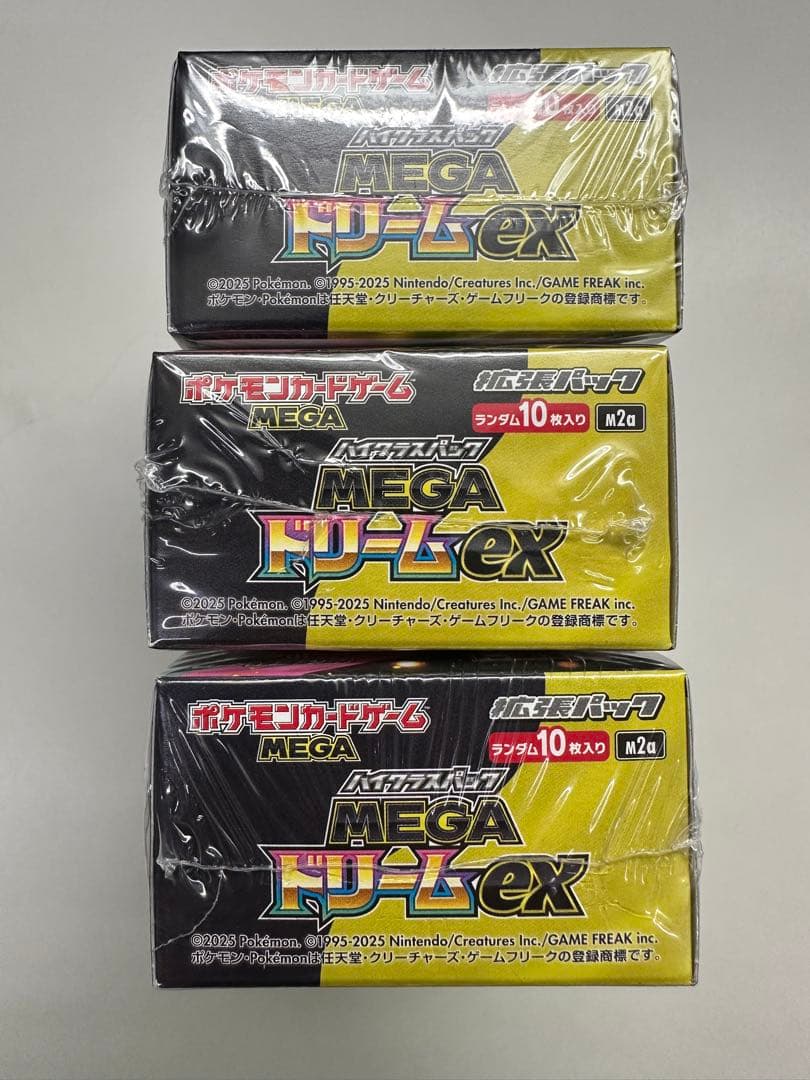 ポケモンカードゲーム 拡張パック
枚入り m2a
ハイクラスパック
MEGA
ドリームex
©2025 Pokémon. ©1995-2025 Nintendo/Creatures Inc./GAME FREAK inc.
ポケモン・Pokémonは任天堂・クリーチャーズ・ゲームフリークの登録商標です。
ポケモンカードゲーム 拡張パック
MEGA ランダム10枚入り m2a
ハイクラスパック
MEGA
ドリームex
©2025 Pokémon. ©1995-2025 Nintendo/Creatures Inc./GAME FREAK inc.
ポケモン・Pokémonは任天堂・クリーチャーズ・ゲームフリークの登録商標です。
ポケモンカードゲーム 拡張パック
MEGA ランダム10枚入り m2a
ハイクラスパック
MEGA
ドリームex
©2025 Pokémon. ©1995-2025 Nintendo/Creatures Inc./GAME FREAK inc.
ポケモン・Pokémonは任天堂・クリーチャーズ・ゲームフリークの登録商標です。